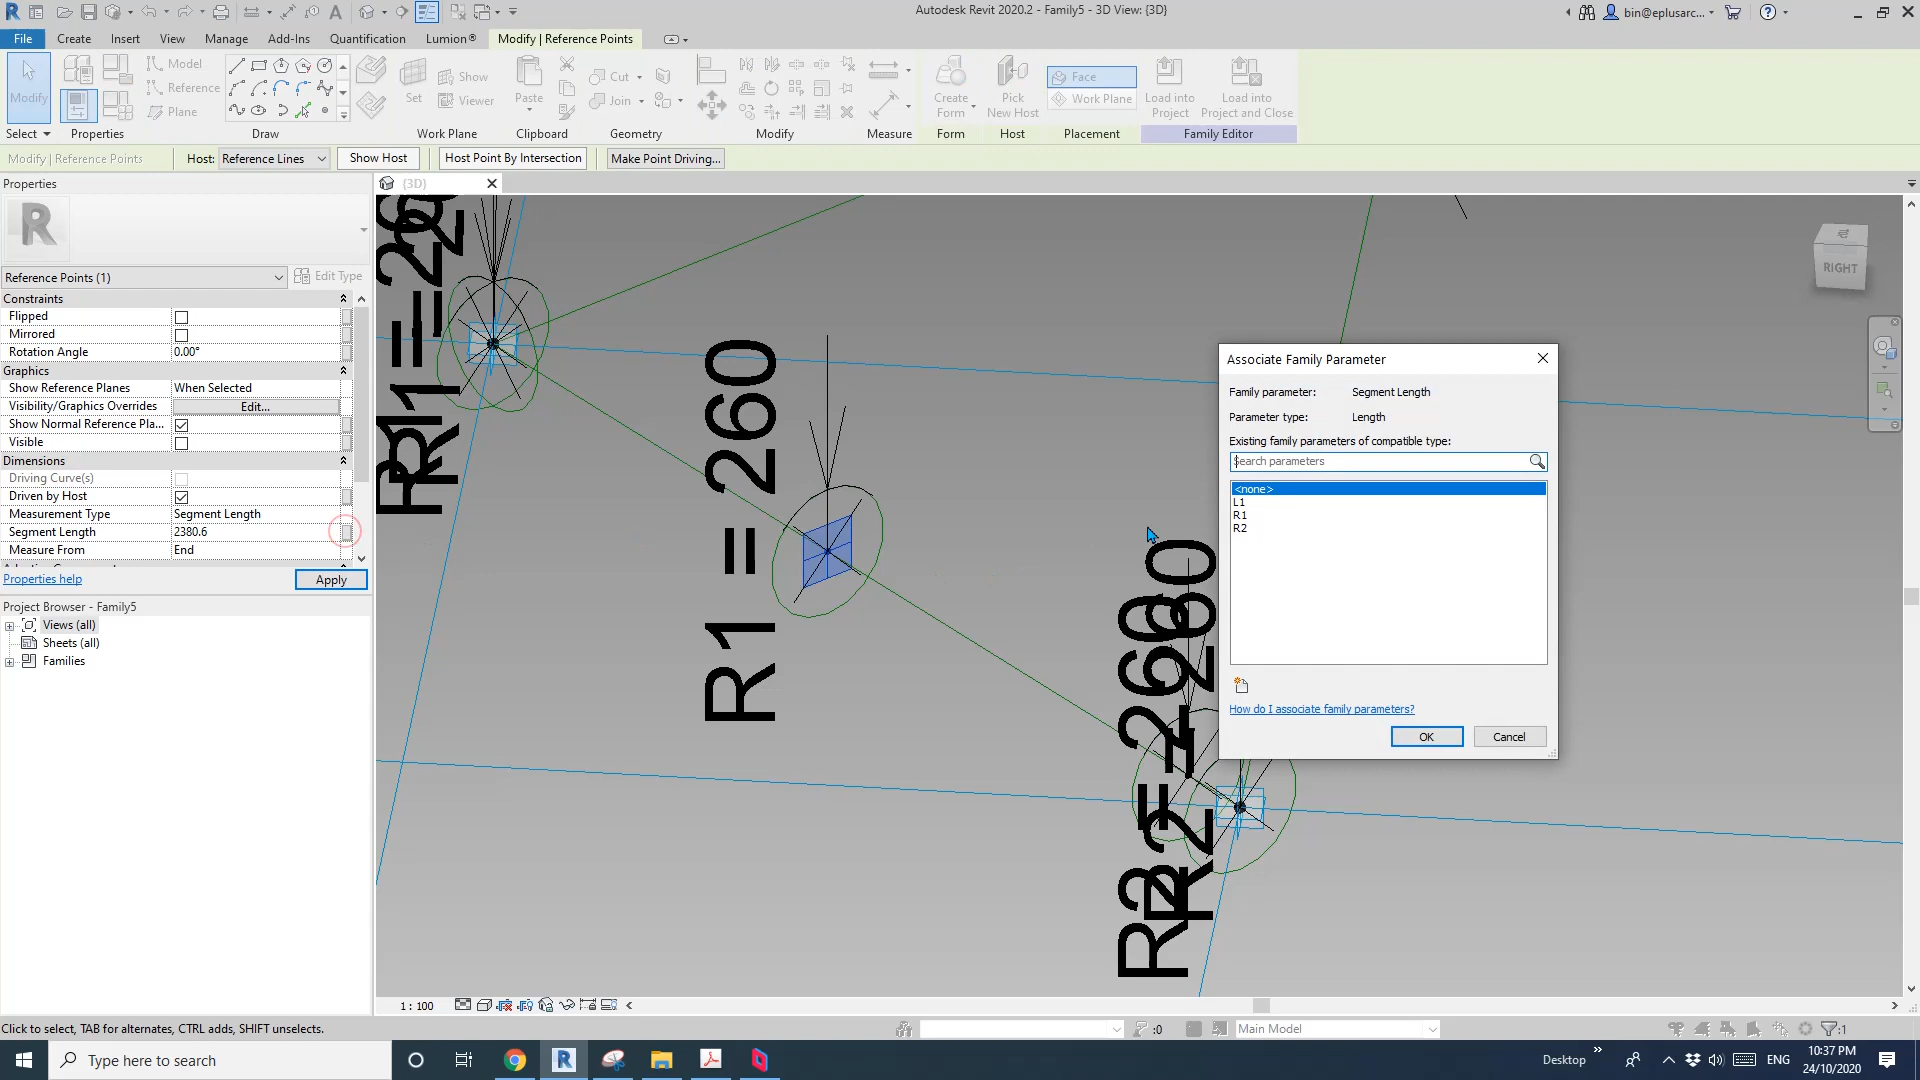 Autodesk Revit 2020.2 - Family5 - 3D View: {3D}
bin@eplusarc...
File Create Insert View Manage Add-Ins Quantification Lumion® Modify | Reference Points
Modify
Model
Reference
Plane
Set
Show
Viewer
Paste
Cut
Join
Create Form
Pick New Host
Face
Work Plane
Load into Project
Load into Project and Close
Select Properties Draw Work Plane Clipboard Geometry Modify Measure Form Host Placement Family Editor
Modify | Reference Points Host: Reference Lines Show Host Host Point By Intersection Make Point Driving...
Properties
{3D}
R
Reference Points (1) Edit Type
Constraints
Flipped
Mirrored
Rotation Angle 0.00°
Graphics
Show Reference Planes When Selected
Visibility/Graphics Overrides Edit...
Show Normal Reference Pla...
Visible
Dimensions
Driving Curve(s)
Driven by Host
Measurement Type Segment Length
Segment Length 2380.6
Measure From End
Properties help Apply
Project Browser - Family5
Views (all)
Sheets (all)
Families
R1 = 260
RIGHT
Associate Family Parameter
Family parameter: Segment Length
Parameter type: Length
Existing family parameters of compatible type:
Search parameters
<none>
L1
R1
R2
How do I associate family parameters?
OK Cancel
1 : 100
Click to select, TAB for alternates, CTRL adds, SHIFT unselects.
:0
Main Model
:1
Type here to search
Desktop
ENG
10:37 PM
24/10/2020